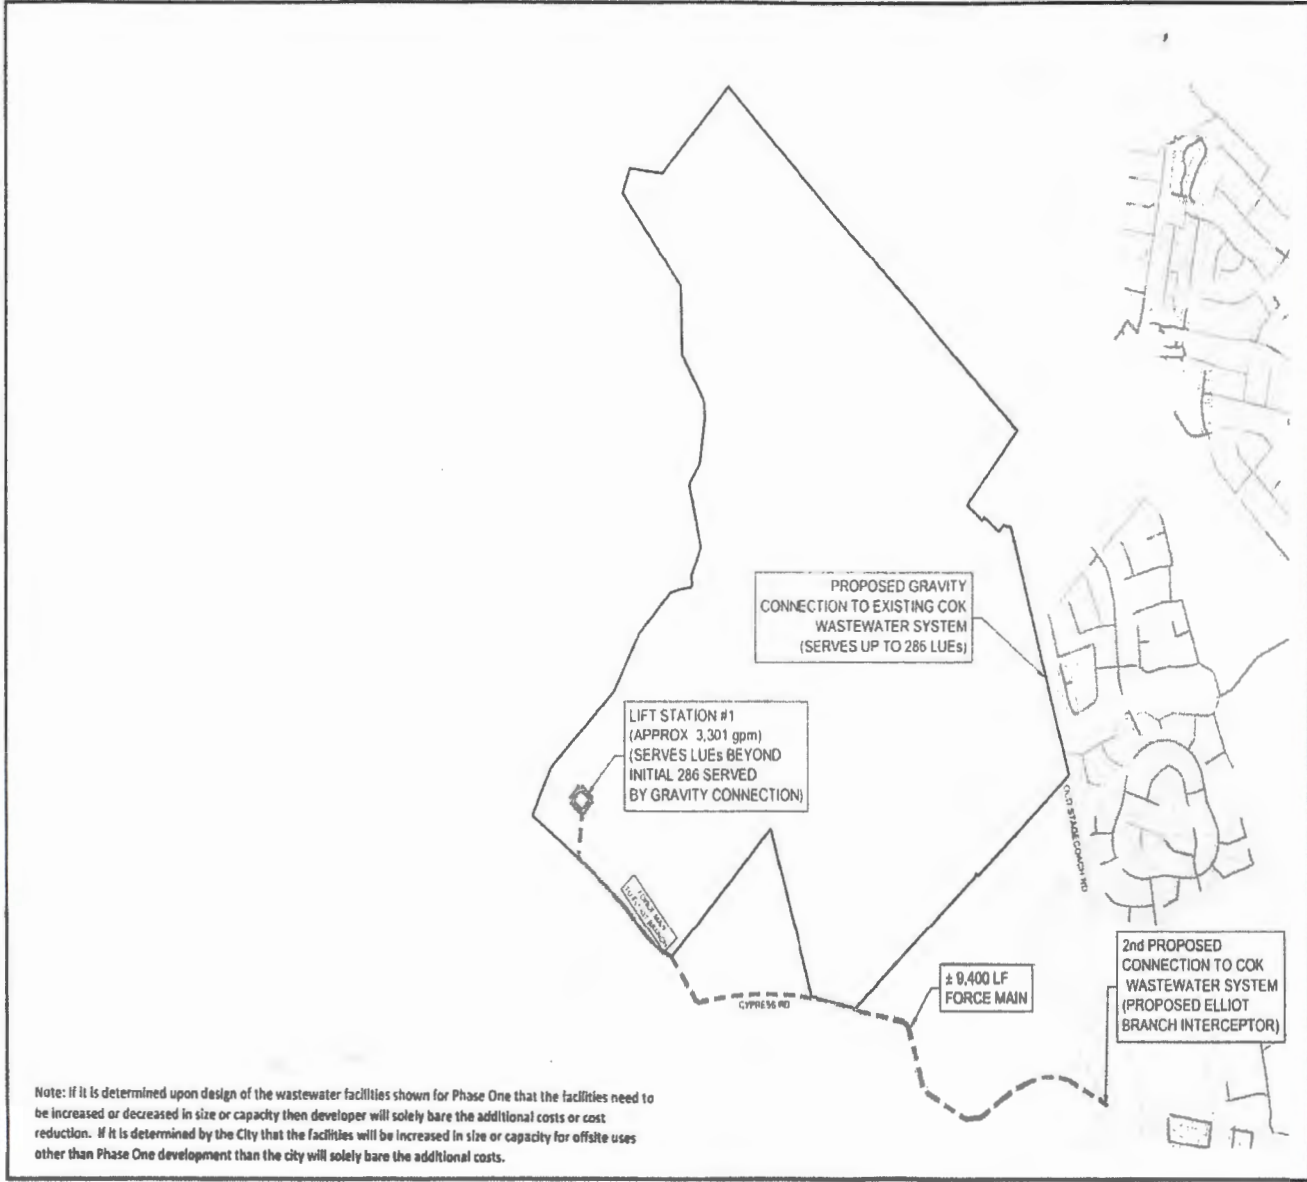 PROPOSED GRAVITY
CONNECTION TO EXISTING COK
WASTEWATER SYSTEM
(SERVES UP TO 286 LUEs)
LIFT STATION #1
(APPROX 3,301 gpm)
(SERVES LUEs BEYOND
INITIAL 286 SERVED
BY GRAVITY CONNECTION)
OLD STAGECOACH RD
FORCE MAIN
BRANCH
CYPRESS RD
± 9,400 LF
FORCE MAIN
2nd PROPOSED
CONNECTION TO COK
WASTEWATER SYSTEM
(PROPOSED ELLIOT
BRANCH INTERCEPTOR)
Note: If it is determined upon design of the wastewater facilities shown for Phase One that the facilities need to
be increased or decreased in size or capacity then developer will solely bare the additional costs or cost
reduction. If it is determined by the City that the facilities will be increased in size or capacity for offsite uses
other than Phase One development than the city will solely bare the additional costs.